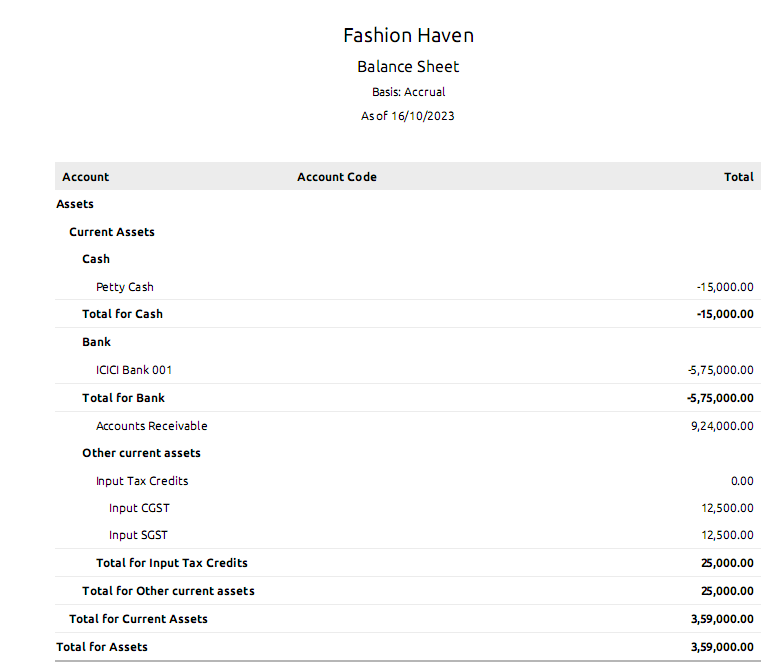 Fashion Haven
Balance Sheet
Basis: Accrual
As of 16/10/2023
Account Account Code Total
Assets
Current Assets
Cash
Petty Cash -15,000.00
Total for Cash -15,000.00
Bank
ICICI Bank 001 -5,75,000.00
Total for Bank -5,75,000.00
Accounts Receivable 9,24,000.00
Other current assets
Input Tax Credits 0.00
Input CGST 12,500.00
Input SGST 12,500.00
Total for Input Tax Credits 25,000.00
Total for Other current assets 25,000.00
Total for Current Assets 3,59,000.00
Total for Assets 3,59,000.00